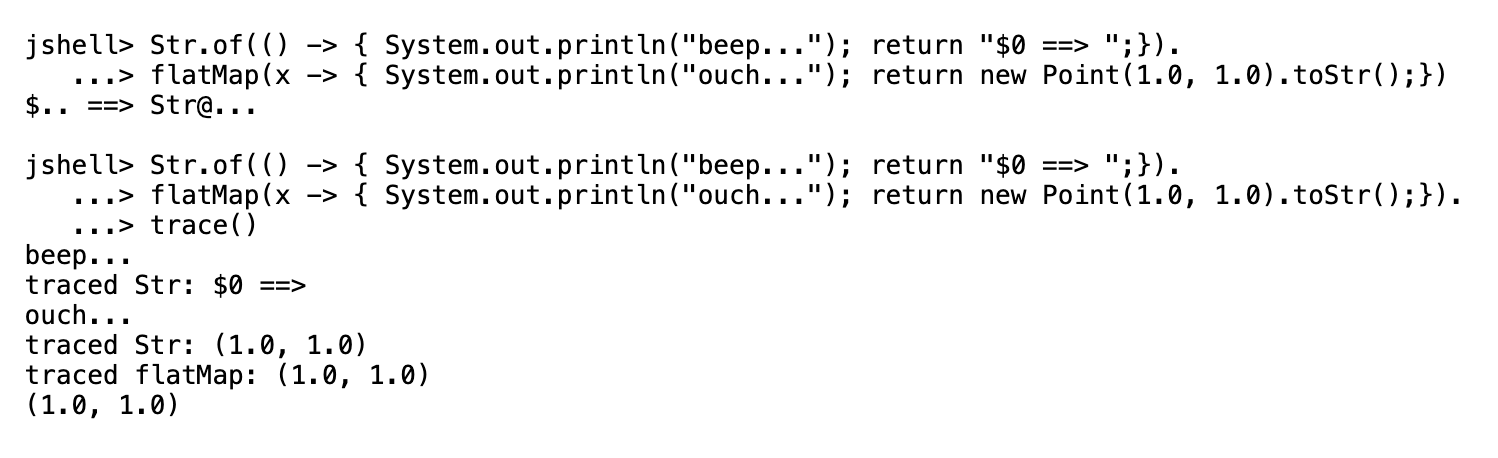 jshell> Str.of(() -> { System.out.println("beep..."); return "$0 ==> ";}).
...> flatMap(x -> { System.out.println("ouch..."); return new Point(1.0, 1.0).toStr();})
$.. ==> Str@...
jshell> Str.of(() -> { System.out.println("beep..."); return "$0 ==> ";}).
...> flatMap(x -> { System.out.println("ouch..."); return new Point(1.0, 1.0).toStr();}).
...> trace()
beep...
traced Str: $0 ==>
ouch...
traced Str: (1.0, 1.0)
traced flatMap: (1.0, 1.0)
(1.0, 1.0)